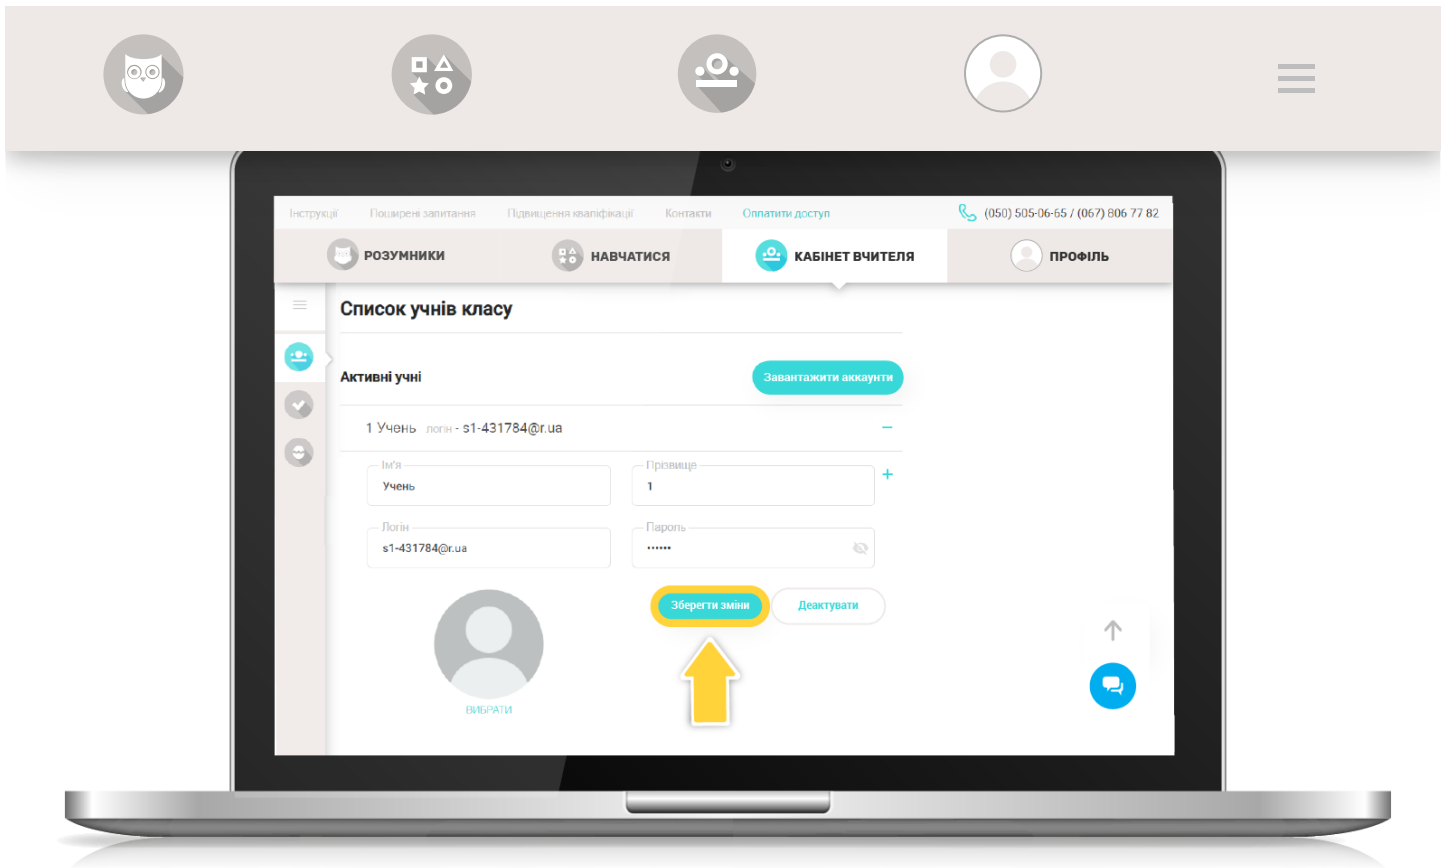 Інструкції Поширені запитання Підвищення кваліфікації Контакти Оплатити доступ (050) 505-06-65 / (067) 806 77 82
РОЗУМНИКИ НАВЧАТИСЯ КАБІНЕТ ВЧИТЕЛЯ ПРОФІЛЬ
Список учнів класу
Активні учні Завантажити аккаунти
1 Учень логін - s1-431784@r.ua
Ім'я Прізвище
Учень 1
Логін Пароль
s1-431784@r.ua ••••••
Зберегти зміни Деактувати
ВИБРАТИ